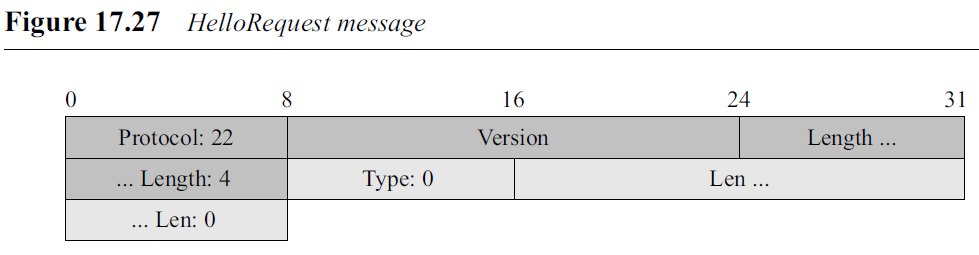 Figure 17.27 HelloRequest message
0 8 16 24 31
Protocol: 22 Version Length ...
... Length: 4 Type: 0 Len ...
... Len: 0